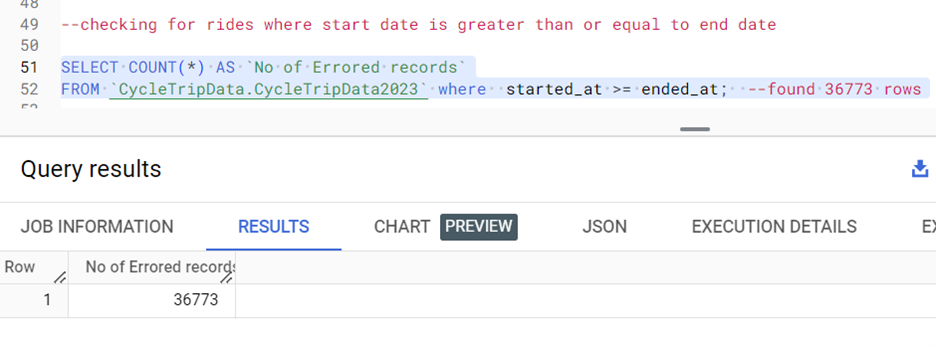 48
49 --checking for rides where start date is greater than or equal to end date
50
51 SELECT COUNT(*) AS `No of Errored records`
52 FROM `CycleTripData.CycleTripData2023` where  started_at >= ended_at;  --found 36773 rows
Query results
JOB INFORMATION RESULTS CHART PREVIEW JSON EXECUTION DETAILS
Row No of Errored records
1 36773